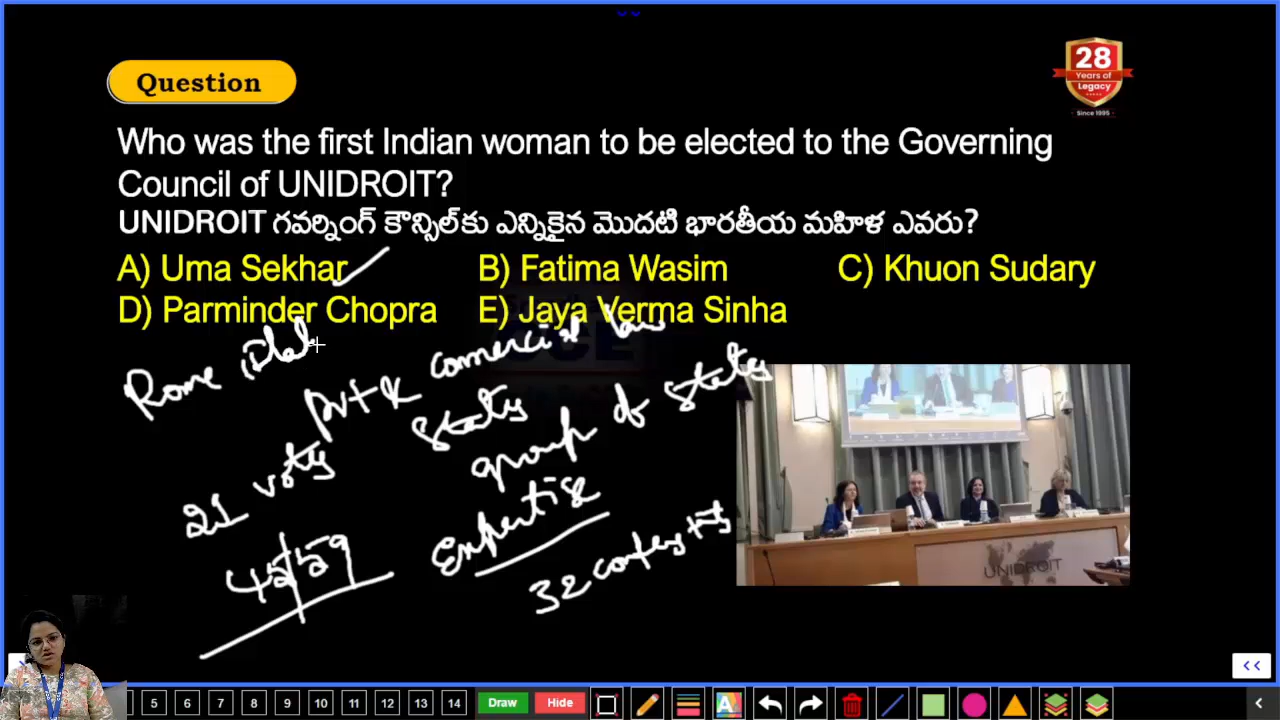 Question
28
Years of
Legacy
Since 1995
Who was the first Indian woman to be elected to the Governing
Council of UNIDROIT?
UNIDROIT గవర్నింగ్ కౌన్సిల్‌కు ఎన్నికైన మొదటి భారతీయ మహిళ ఎవరు?
A) Uma Sekhar B) Fatima Wasim C) Khuon Sudary
D) Parminder Chopra E) Jaya Verma Sinha
Rome
pvt & commercial law
states
group of states
21 votes
Expertise
45/59
32
UNIDROIT
5 6 7 8 9 10 11 12 13 14 Draw Hide